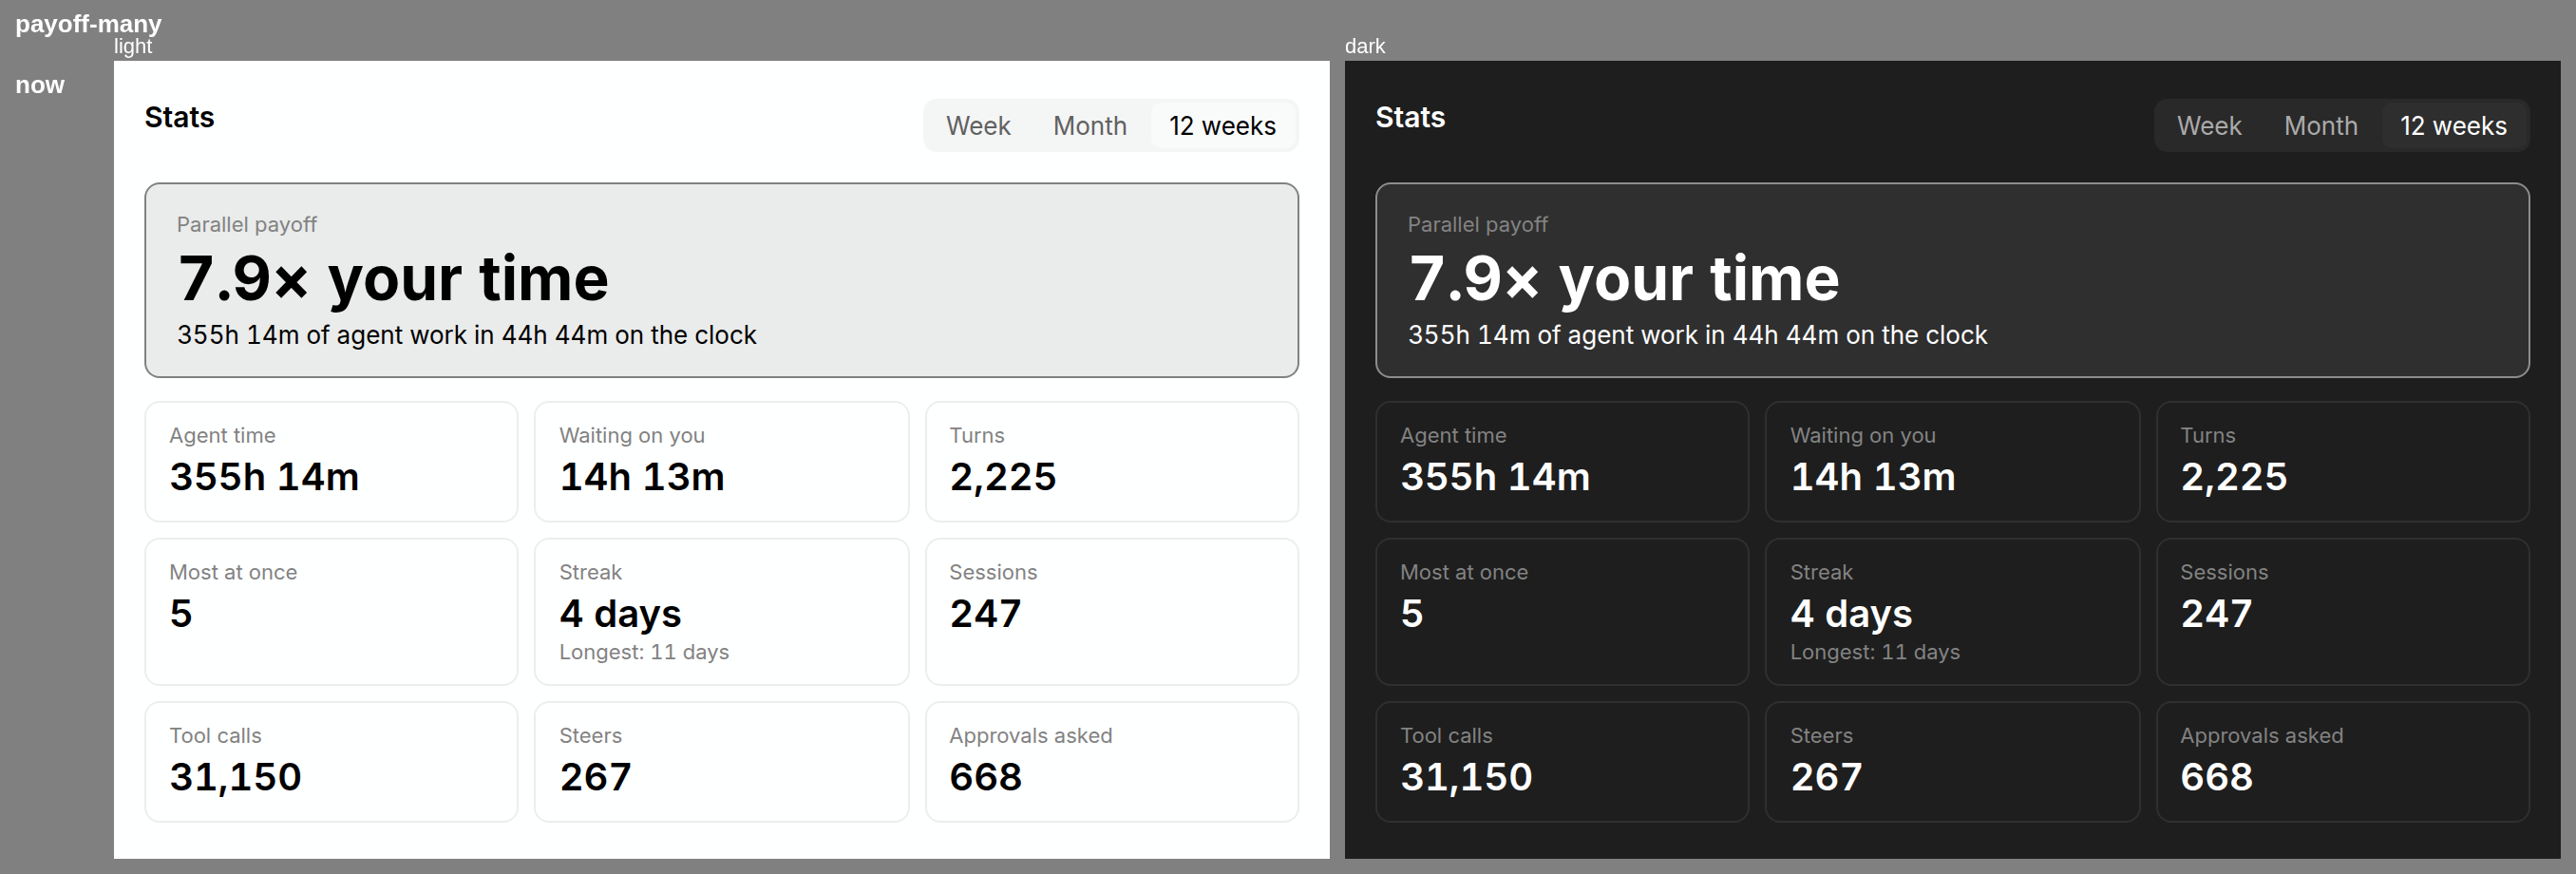 payoff-many
light
dark
now
Stats
Week Month 12 weeks
Parallel payoff
7.9× your time
355h 14m of agent work in 44h 44m on the clock
Agent time
355h 14m
Waiting on you
14h 13m
Turns
2,225
Most at once
5
Streak
4 days
Longest: 11 days
Sessions
247
Tool calls
31,150
Steers
267
Approvals asked
668
Stats
Week Month 12 weeks
Parallel payoff
7.9× your time
355h 14m of agent work in 44h 44m on the clock
Agent time
355h 14m
Waiting on you
14h 13m
Turns
2,225
Most at once
5
Streak
4 days
Longest: 11 days
Sessions
247
Tool calls
31,150
Steers
267
Approvals asked
668